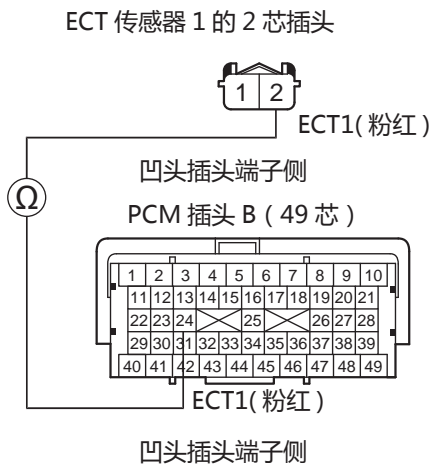 ECT 传感器 1 的 2 芯插头
1 2
ECT1( 粉红 )
凹头插头端子侧
Ω
PCM 插头 B ( 49 芯 )
1 2 3 4 5 6 7 8 9 10
11 12 13 14 15 16 17 18 19 20 21
22 23 24 25 26 27 28
29 30 31 32 33 34 35 36 37 38 39
40 41 42 43 44 45 46 47 48 49
ECT1( 粉红 )
凹头插头端子侧